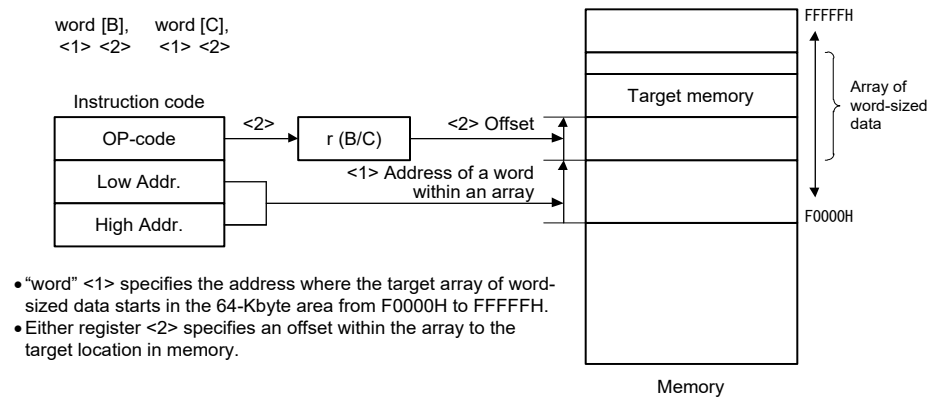 word [B], word [C],
<1> <2> <1> <2>
Instruction code
OP-code
Low Addr.
High Addr.
<2>
r (B/C)
<2> Offset
<1> Address of a word
within an array
FFFFFH
Target memory
Array of
word-sized
data
F0000H
Memory
• “word” <1> specifies the address where the target array of word-
sized data starts in the 64-Kbyte area from F0000H to FFFFFH.
• Either register <2> specifies an offset within the array to the
target location in memory.